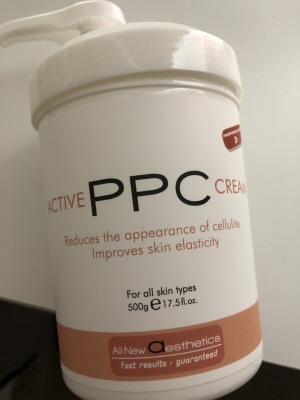 3
ACTIVE PPC CREAM
Reduces the appearance of cellulite
Improves skin elasticity
For all skin types
500g e 17.5fl.oz.
All New aesthetics
fast results - guaranteed